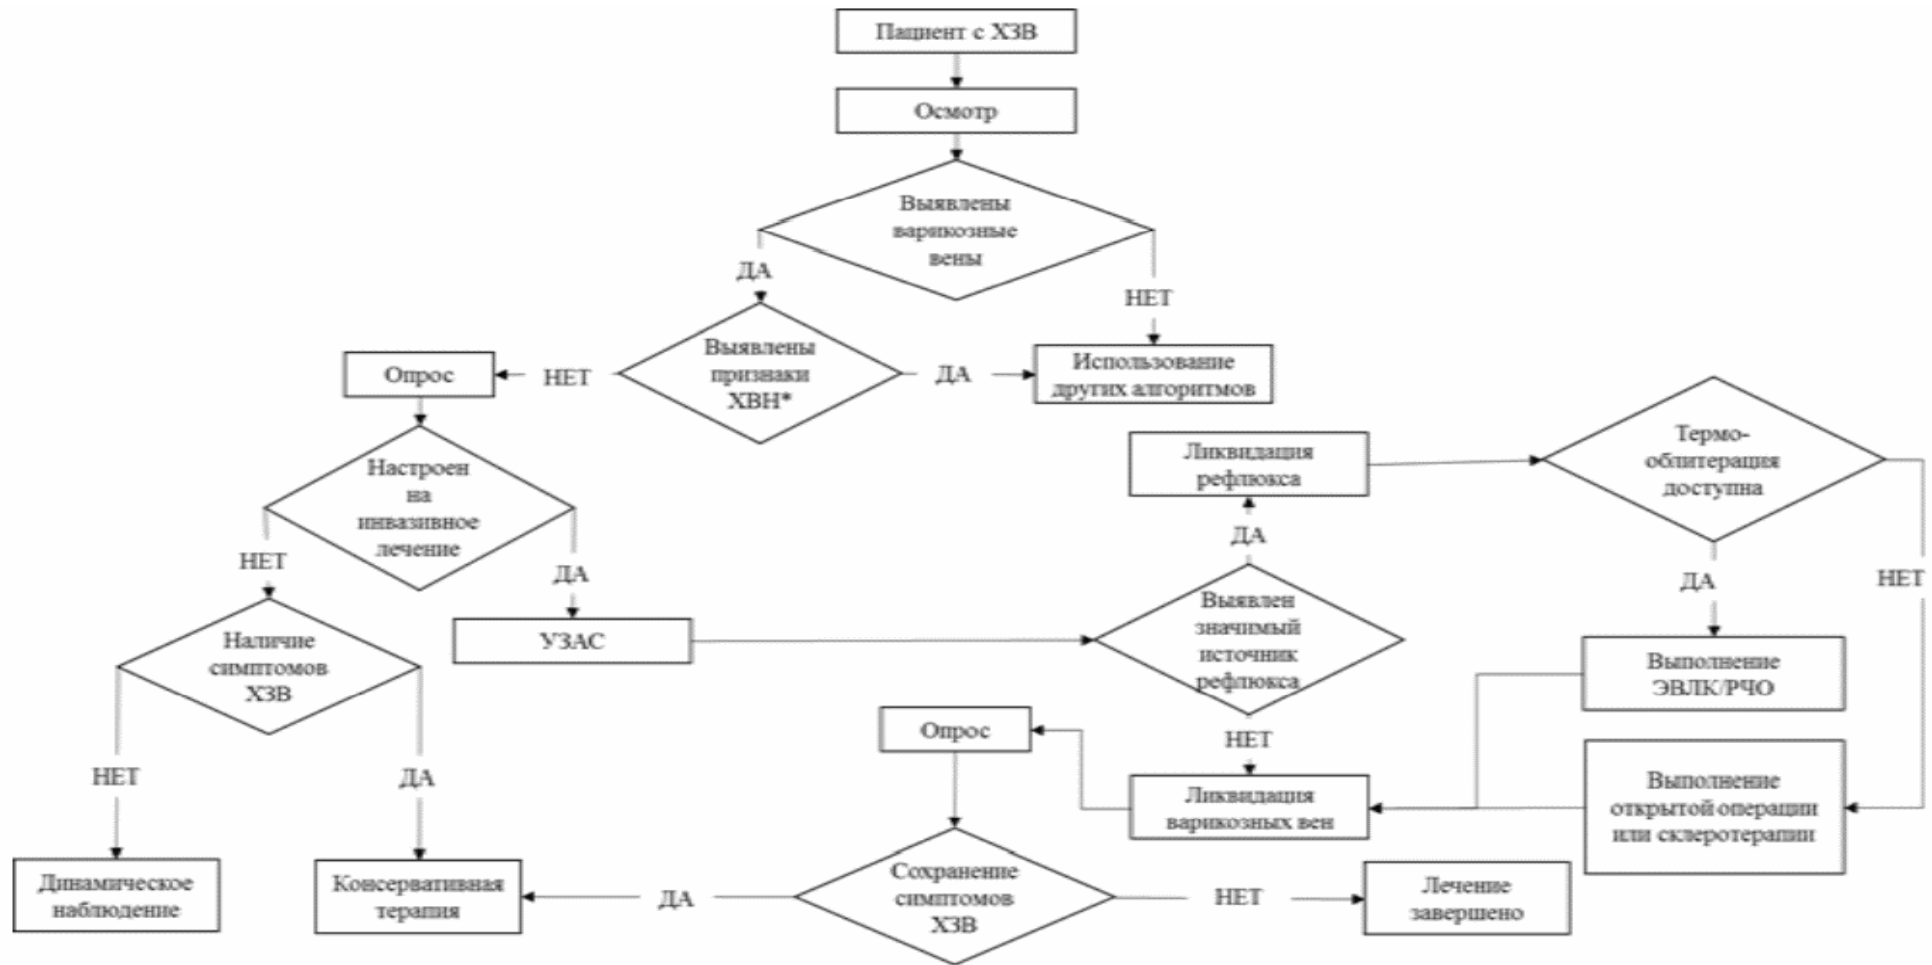 Пациент с ХЗВ
Осмотр
Выявлены
варикозные
вены
ДА
НЕТ
Выявлены
признаки
ХВН*
НЕТ
ДА
Опрос
Использование
других алгоритмов
Настроен
на
инвазивное
лечение
НЕТ
ДА
Наличие
симптомов
ХЗВ
УЗАС
Выявлен
значимый
источник
рефлюкса
ДА
Ликвидация
рефлюкса
Термо-
облитерация
доступна
ДА
НЕТ
Выполнение
ЭВЛК/РЧО
Выполнение
открытой операции
или склеротерапии
НЕТ
Ликвидация
варикозных вен
Опрос
НЕТ
ДА
Динамическое
наблюдение
Консервативная
терапия
ДА
Сохранение
симптомов
ХЗВ
НЕТ
Лечение
завершено